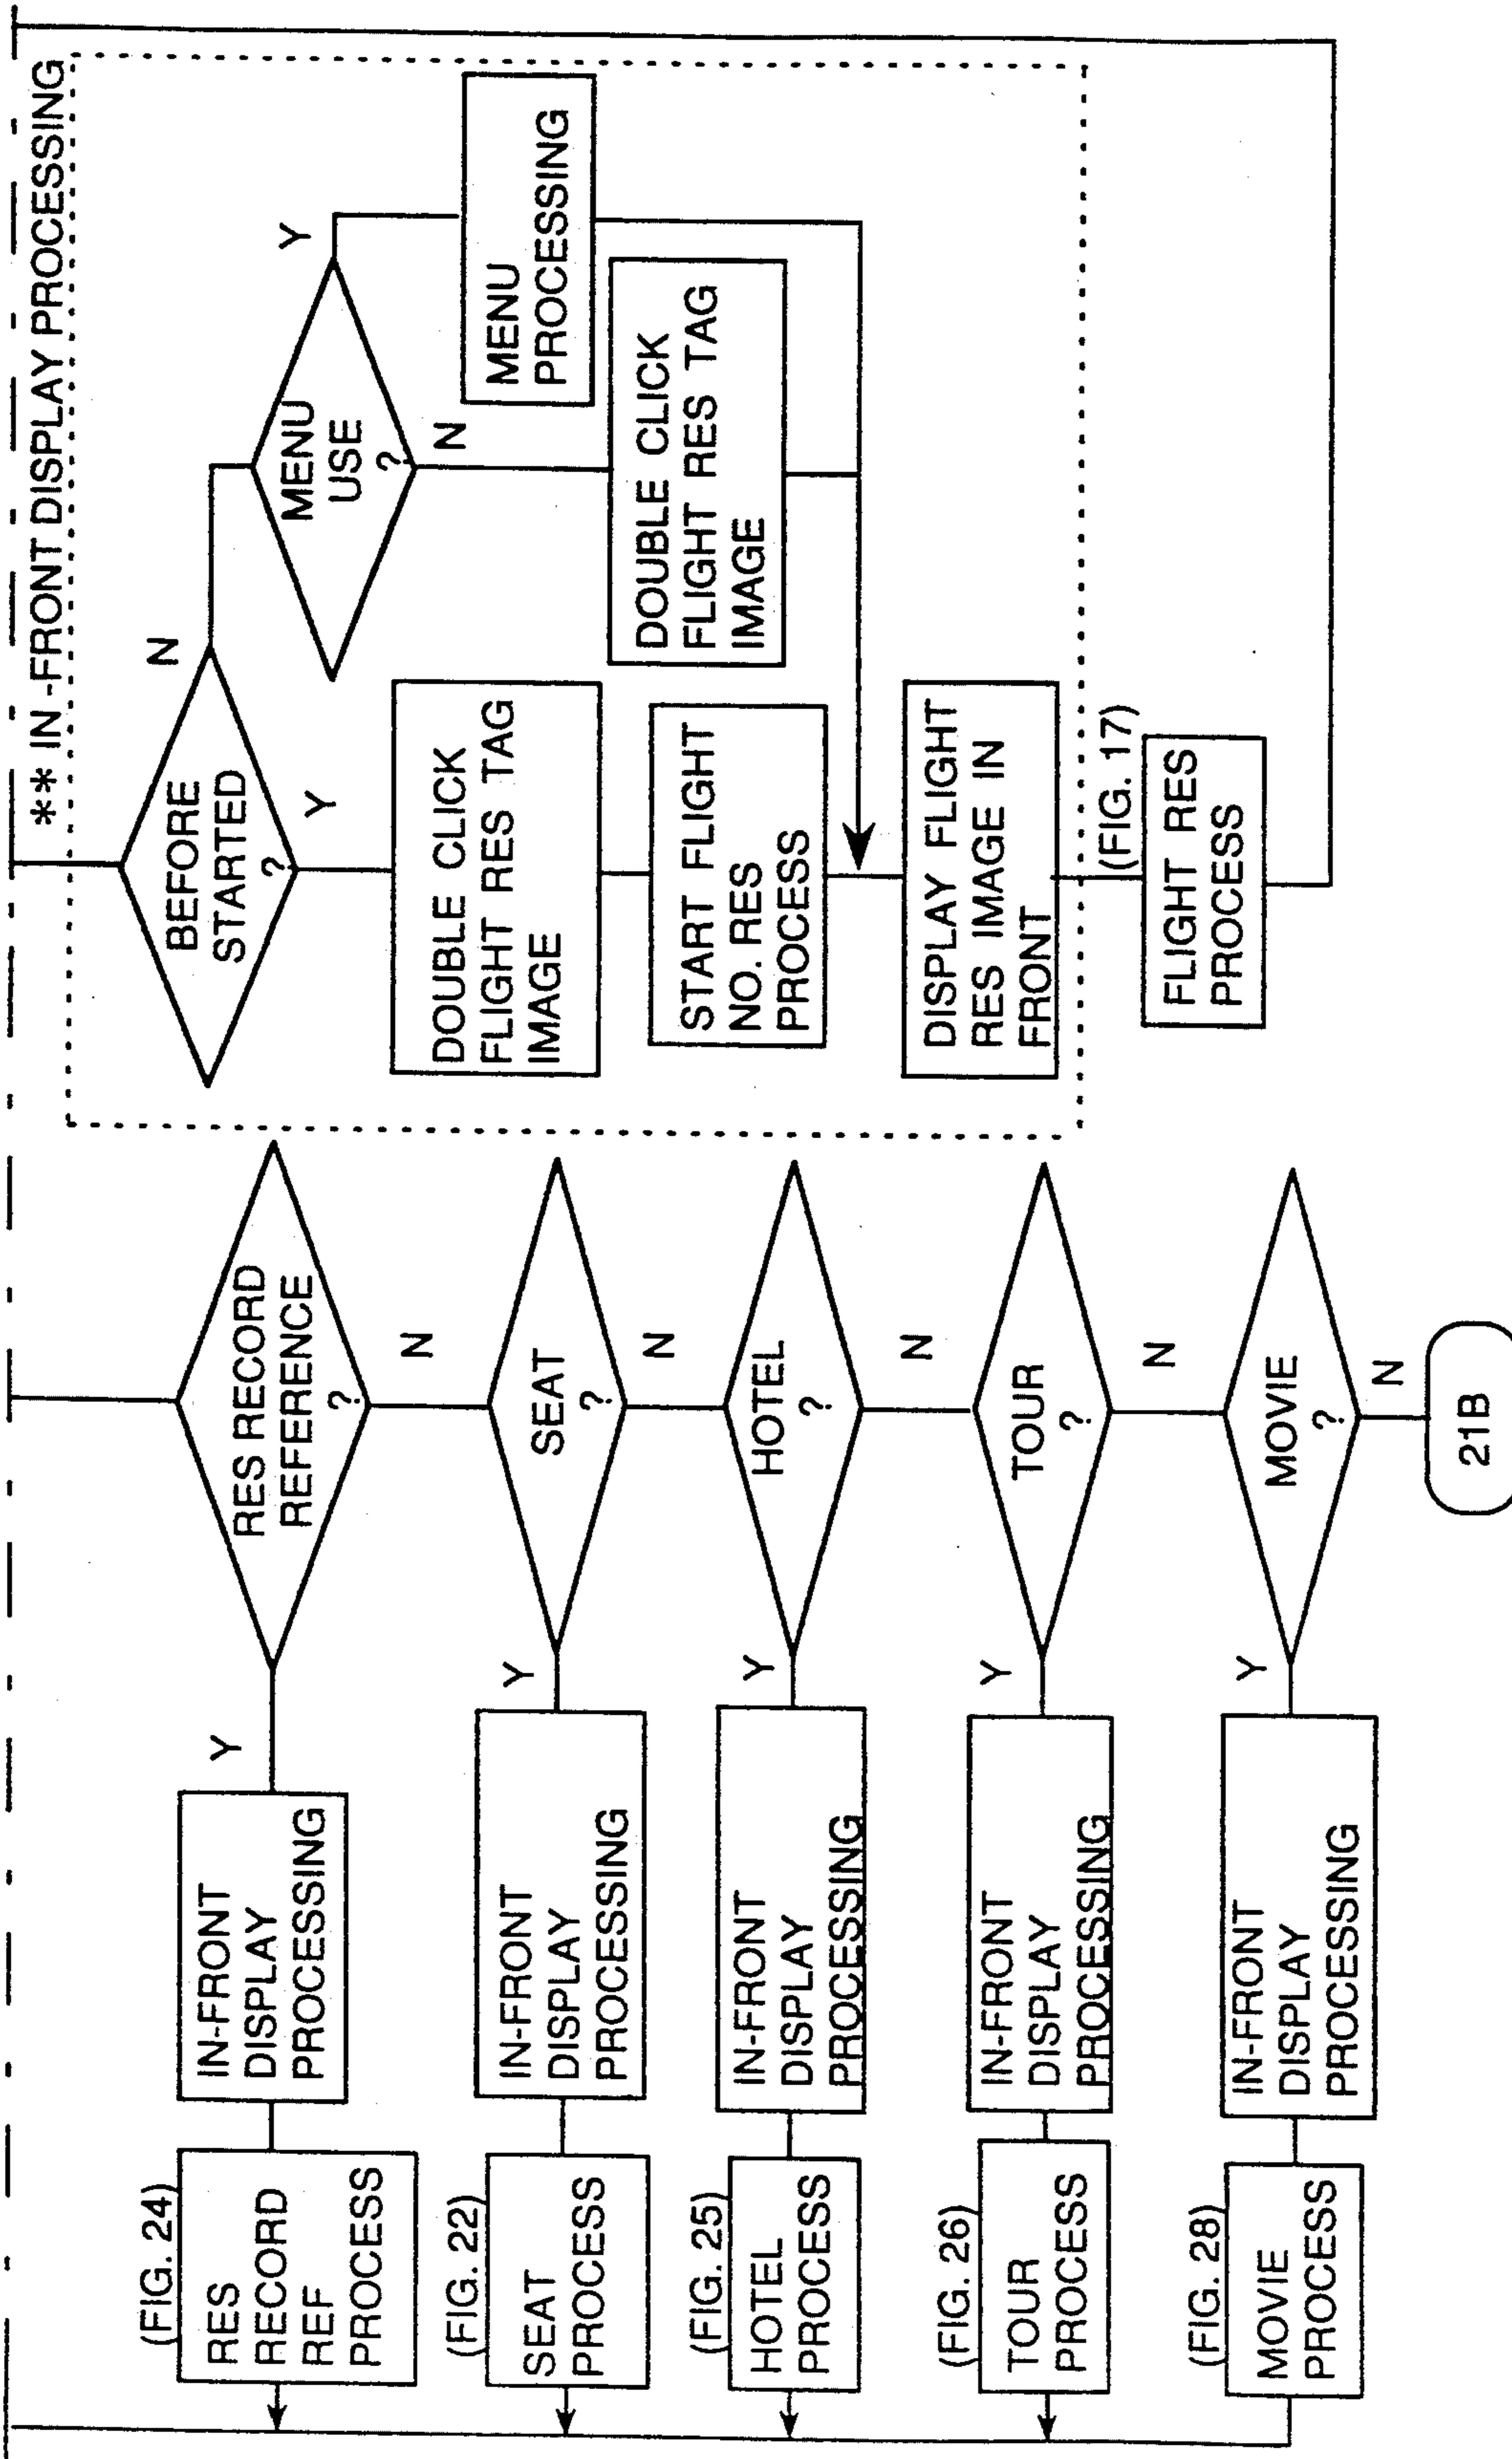 ** IN-FRONT DISPLAY PROCESSING
BEFORE
STARTED
?
N
Y
MENU
USE
?
Y
N
MENU
PROCESSING
DOUBLE CLICK
FLIGHT RES TAG
IMAGE
DOUBLE CLICK
FLIGHT RES TAG
IMAGE
START FLIGHT
NO. RES
PROCESS
DISPLAY FLIGHT
RES IMAGE IN
FRONT
(FIG. 17)
FLIGHT RES
PROCESS
RES RECORD
REFERENCE
?
Y
N
IN-FRONT
DISPLAY
PROCESSING
(FIG. 24)
RES
RECORD
REF
PROCESS
SEAT
?
Y
N
IN-FRONT
DISPLAY
PROCESSING
(FIG. 22)
SEAT
PROCESS
HOTEL
?
Y
N
IN-FRONT
DISPLAY
PROCESSING
(FIG. 25)
HOTEL
PROCESS
TOUR
?
Y
N
IN-FRONT
DISPLAY
PROCESSING
(FIG. 26)
TOUR
PROCESS
MOVIE
?
Y
N
IN-FRONT
DISPLAY
PROCESSING
(FIG. 28)
MOVIE
PROCESS
21B